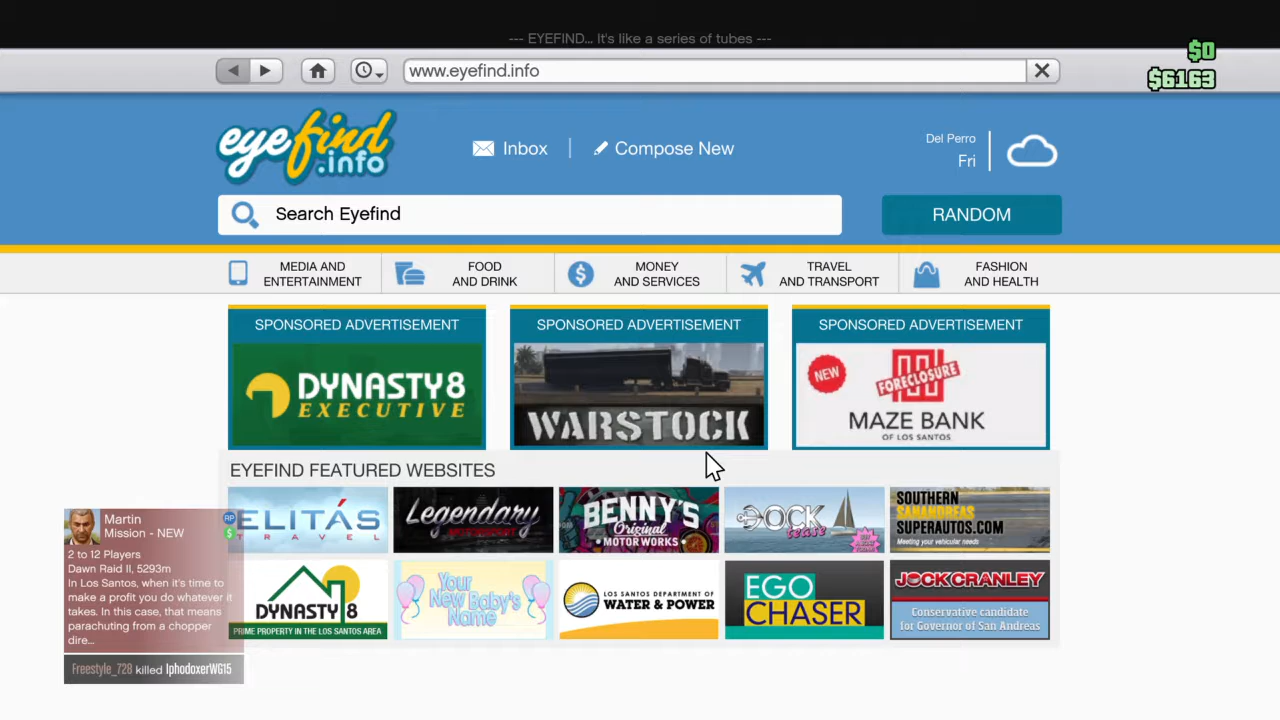 --- EYEFIND... It's like a series of tubes ---
$0
www.eyefind.info
$6163
eyefind
.info
Inbox
Compose New
Del Perro
Fri
Search Eyefind
RANDOM
MEDIA AND
ENTERTAINMENT
FOOD
AND DRINK
MONEY
AND SERVICES
TRAVEL
AND TRANSPORT
FASHION
AND HEALTH
SPONSORED ADVERTISEMENT
DYNASTY8
EXECUTIVE
SPONSORED ADVERTISEMENT
WARSTOCK
SPONSORED ADVERTISEMENT
NEW
FORECLOSURE
MAZE BANK
OF LOS SANTOS
EYEFIND FEATURED WEBSITES
ELITÁS
TRAVEL
Legendary
MOTORSPORT
BENNY'S
Original
MOTORWORKS
DOCK
tease
SOUTHERN
SANANDREAS
SUPERAUTOS.COM
Meeting your vehicular needs
DYNASTY 8
PRIME PROPERTY IN THE LOS SANTOS AREA
Your
New Baby's
Name
LOS SANTOS DEPARTMENT OF
WATER & POWER
EGO
CHASER
JOCK CRANLEY
Conservative candidate
for Governor of San Andreas
Martin
Mission - NEW
RP
$
2 to 12 Players
Dawn Raid II, 5293m
In Los Santos, when it's time to
make a profit you do whatever it
takes. In this case, that means
parachuting from a chopper
dire...
Freestyle_728 killed IphodoxerWG15